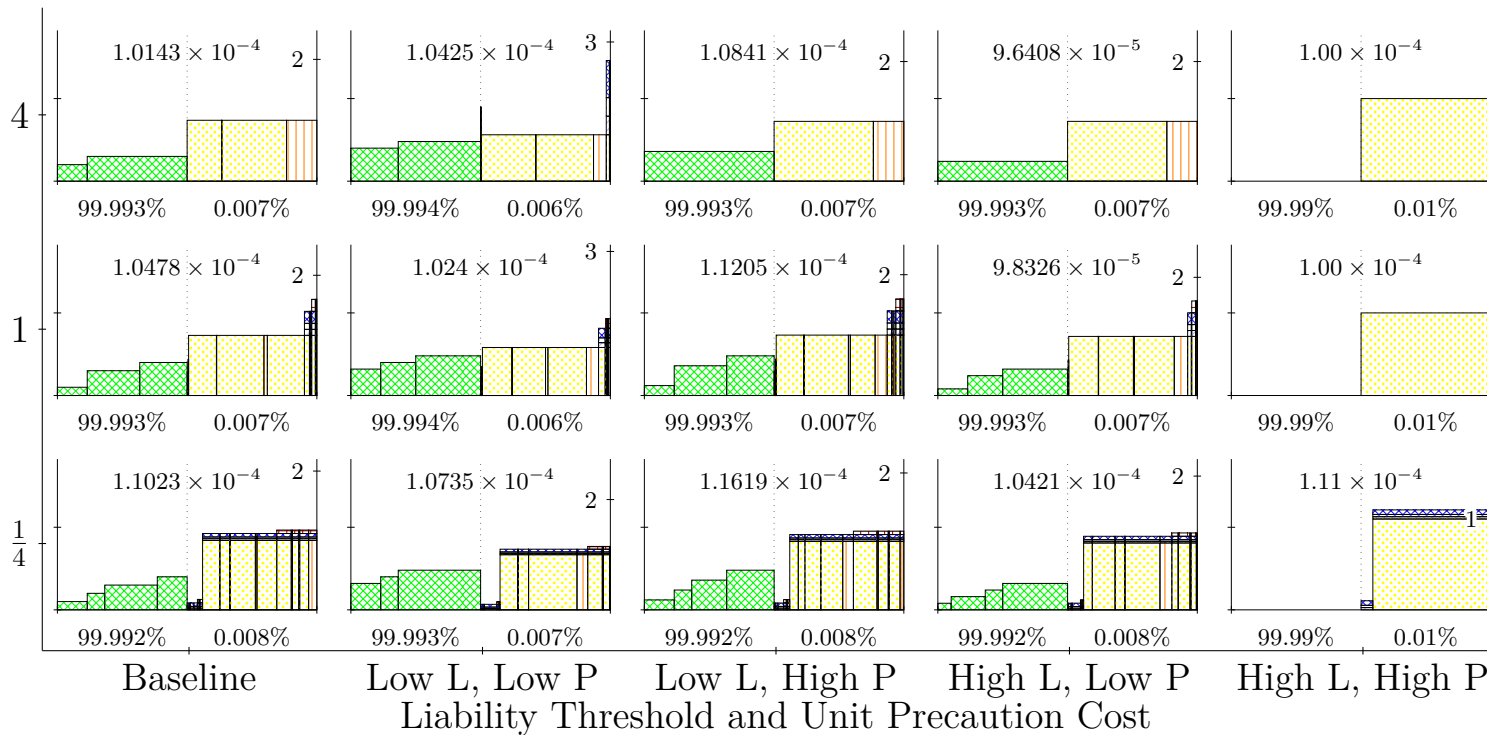 1.0143 × 10⁻⁴ 2 1.0425 × 10⁻⁴ 3 1.0841 × 10⁻⁴ 2 9.6408 × 10⁻⁵ 2 1.00 × 10⁻⁴
4
99.993% 0.007% 99.994% 0.006% 99.993% 0.007% 99.993% 0.007% 99.99% 0.01%
1.0478 × 10⁻⁴ 2 1.024 × 10⁻⁴ 3 1.1205 × 10⁻⁴ 2 9.8326 × 10⁻⁵ 2 1.00 × 10⁻⁴
1
99.993% 0.007% 99.994% 0.006% 99.993% 0.007% 99.993% 0.007% 99.99% 0.01%
1.1023 × 10⁻⁴ 2 1.0735 × 10⁻⁴ 2 1.1619 × 10⁻⁴ 2 1.0421 × 10⁻⁴ 2 1.11 × 10⁻⁴ 1
1/4
99.992% 0.008% 99.993% 0.007% 99.992% 0.008% 99.992% 0.008% 99.99% 0.01%
Baseline Low L, Low P Low L, High P High L, Low P High L, High P
Liability Threshold and Unit Precaution Cost